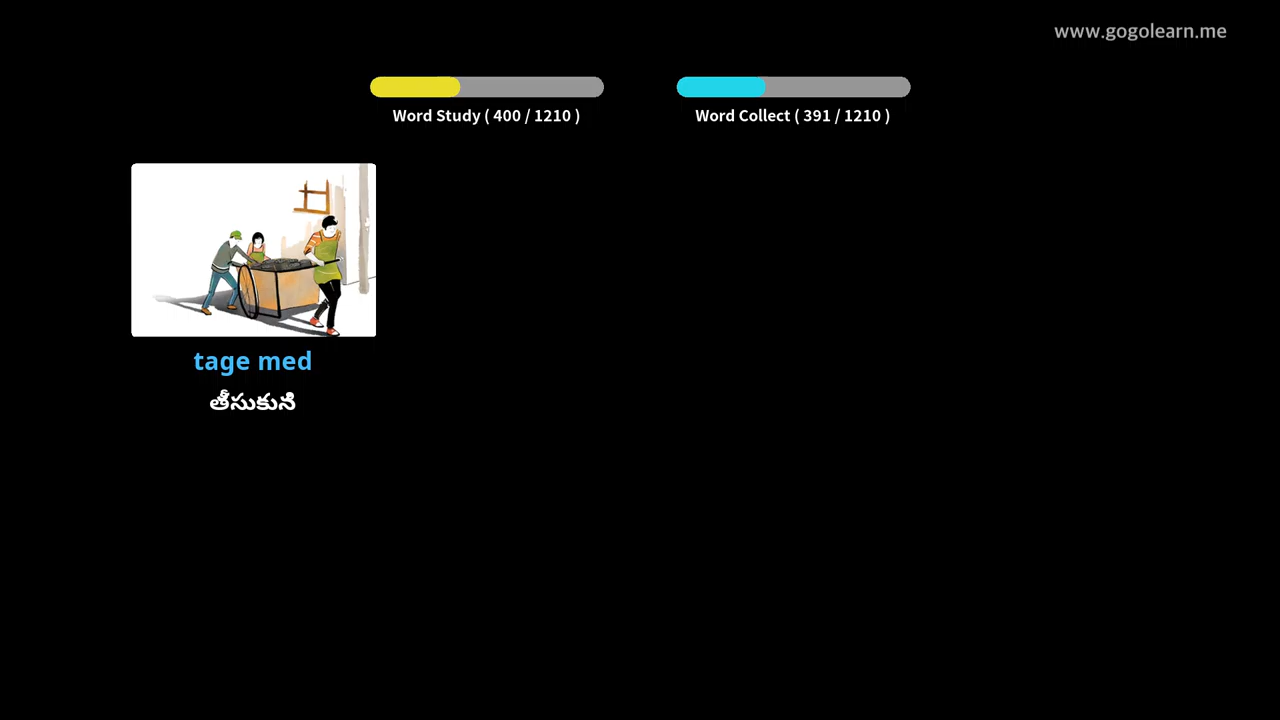 www.gogolearn.me
Word Study ( 400 / 1210 )
Word Collect ( 391 / 1210 )
tage med
తీసుకుని